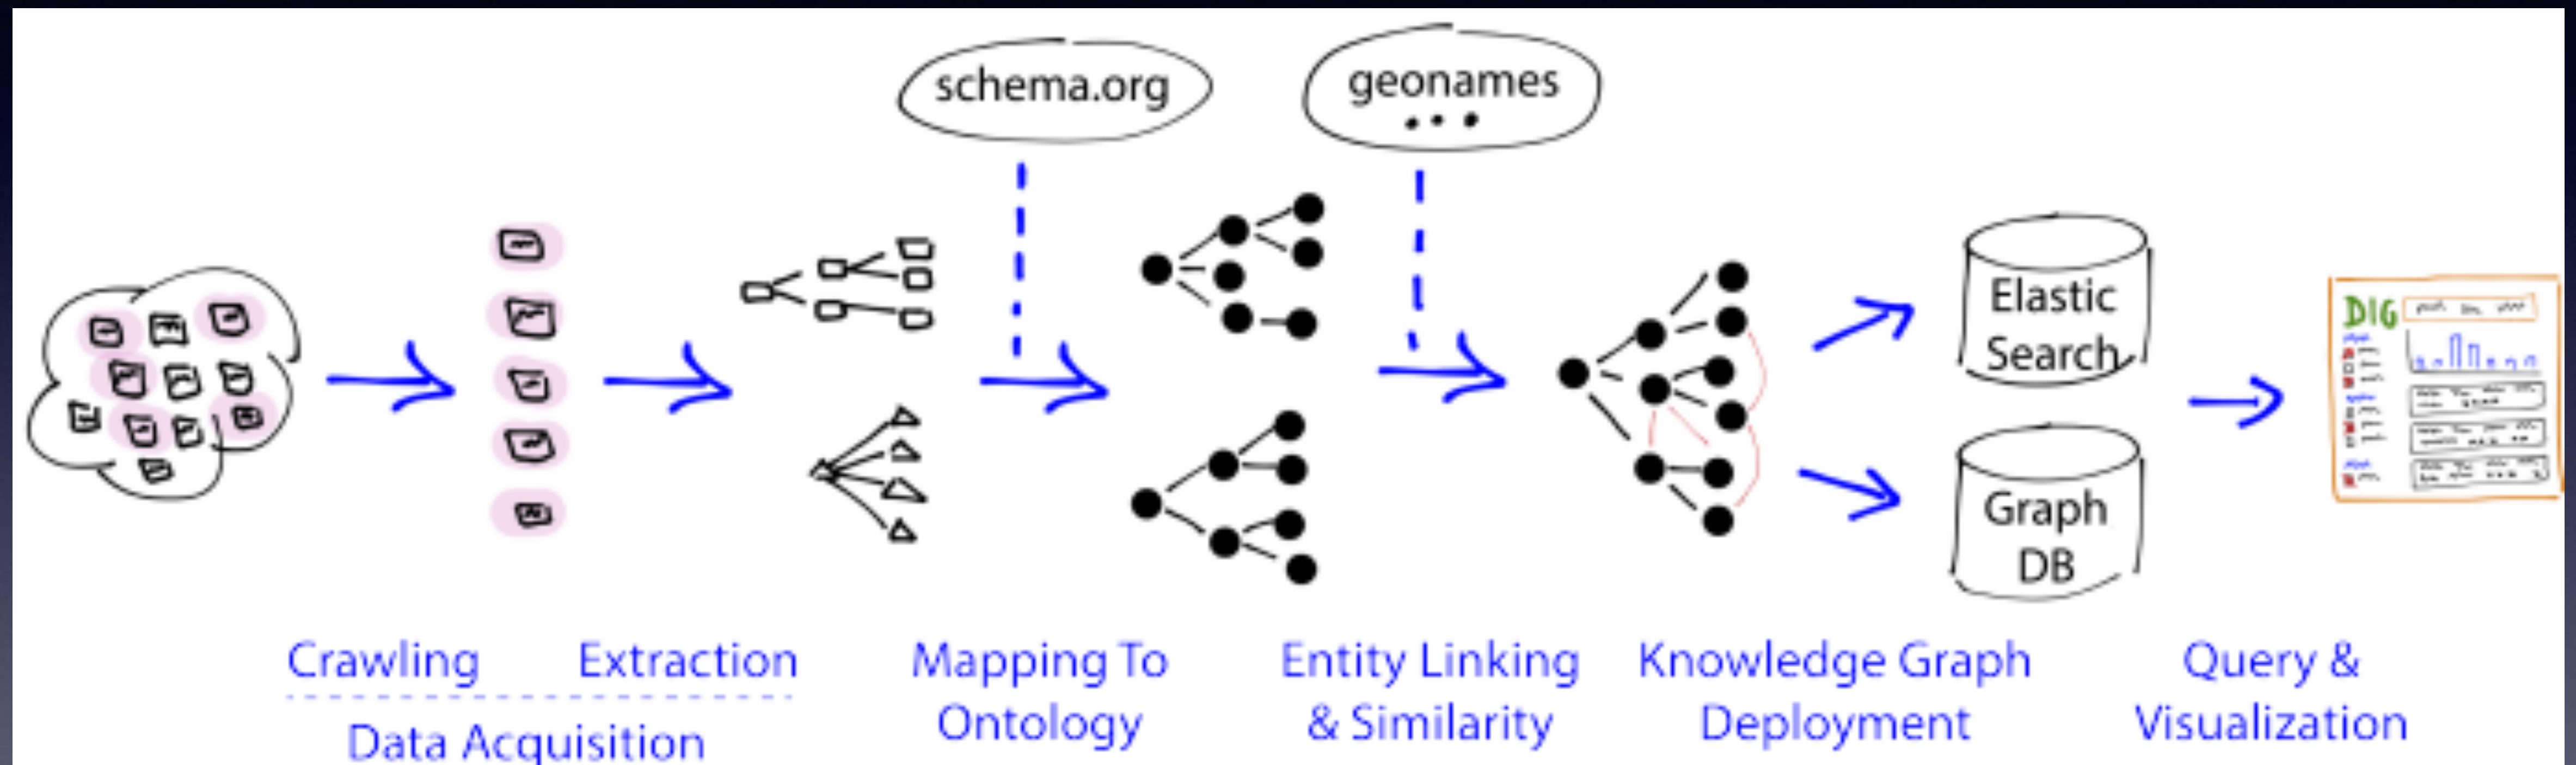 schema.org
geonames
...
Elastic
Search
Graph
DB
DIG
Crawling
Extraction
Data Acquisition
Mapping To
Ontology
Entity Linking
& Similarity
Knowledge Graph
Deployment
Query &
Visualization